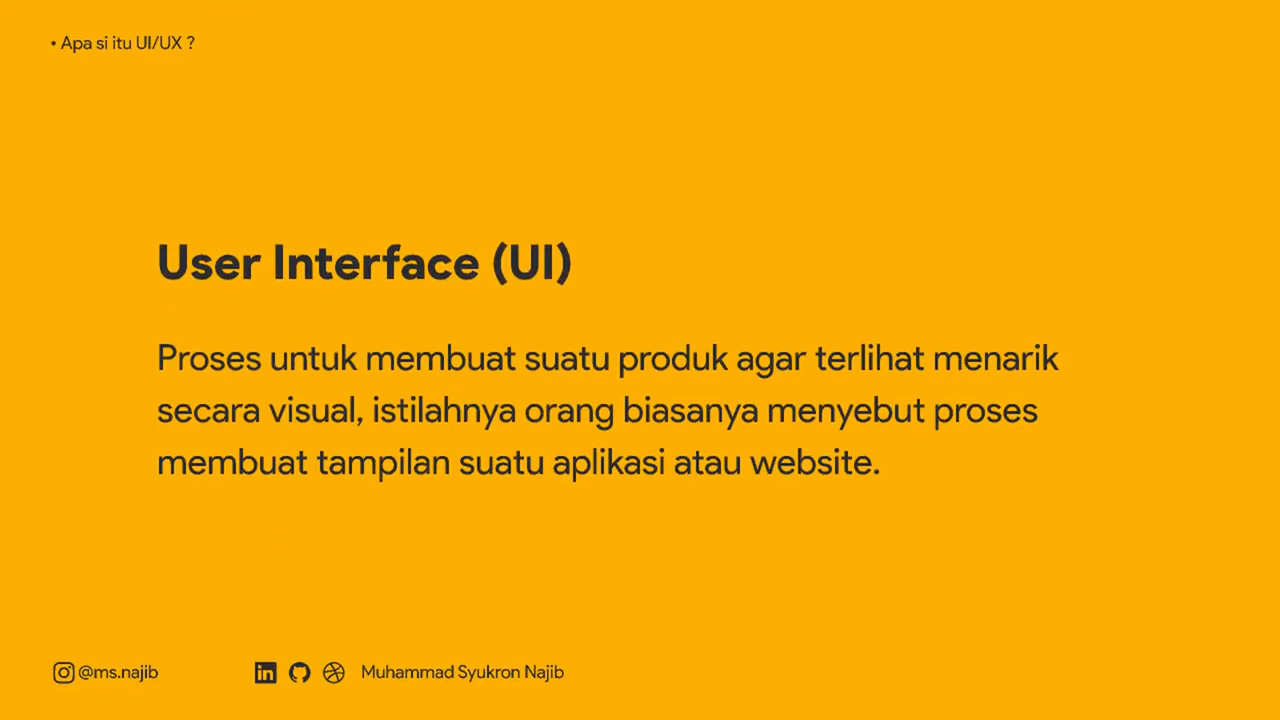 • Apa si itu UI/UX ?
User Interface (UI)
Proses untuk membuat suatu produk agar terlihat menarik
secara visual, istilahnya orang biasanya menyebut proses
membuat tampilan suatu aplikasi atau website.
@ms.najib
in
Muhammad Syukron Najib